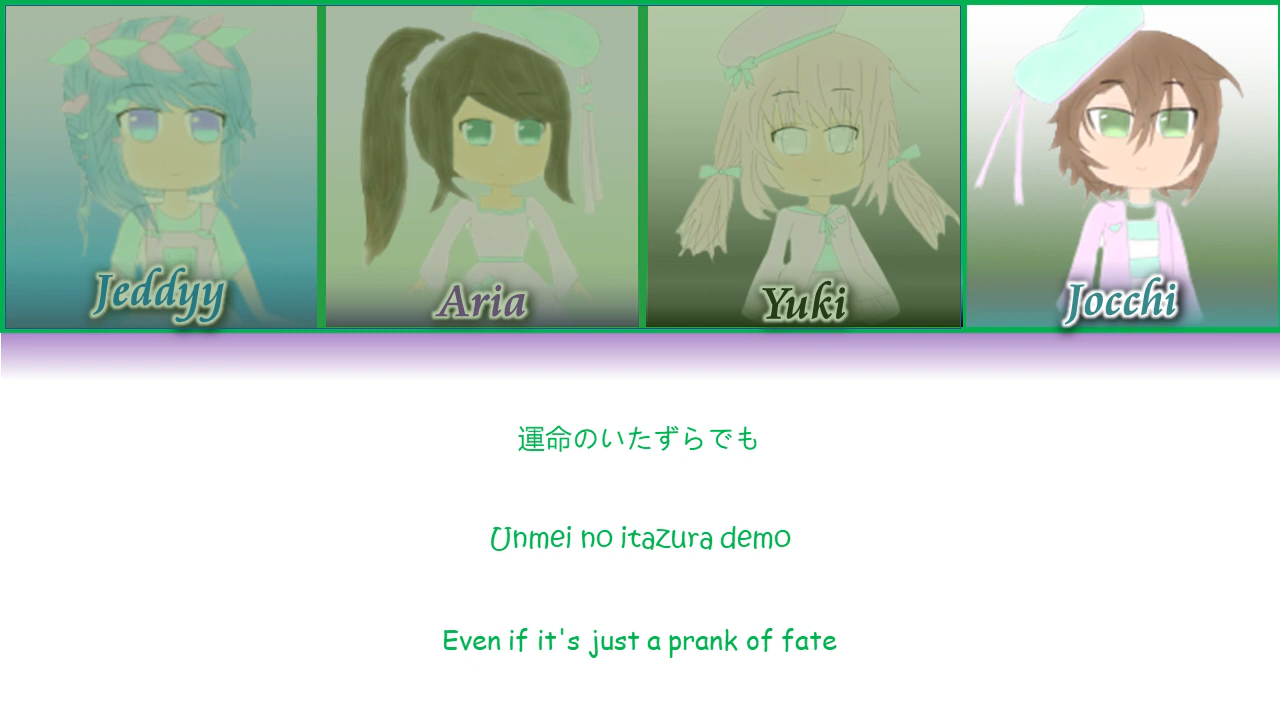 Jeddyy
Aria
Yuki
Jocchi
運命のいたずらでも
Unmei no itazura demo
Even if it's just a prank of fate